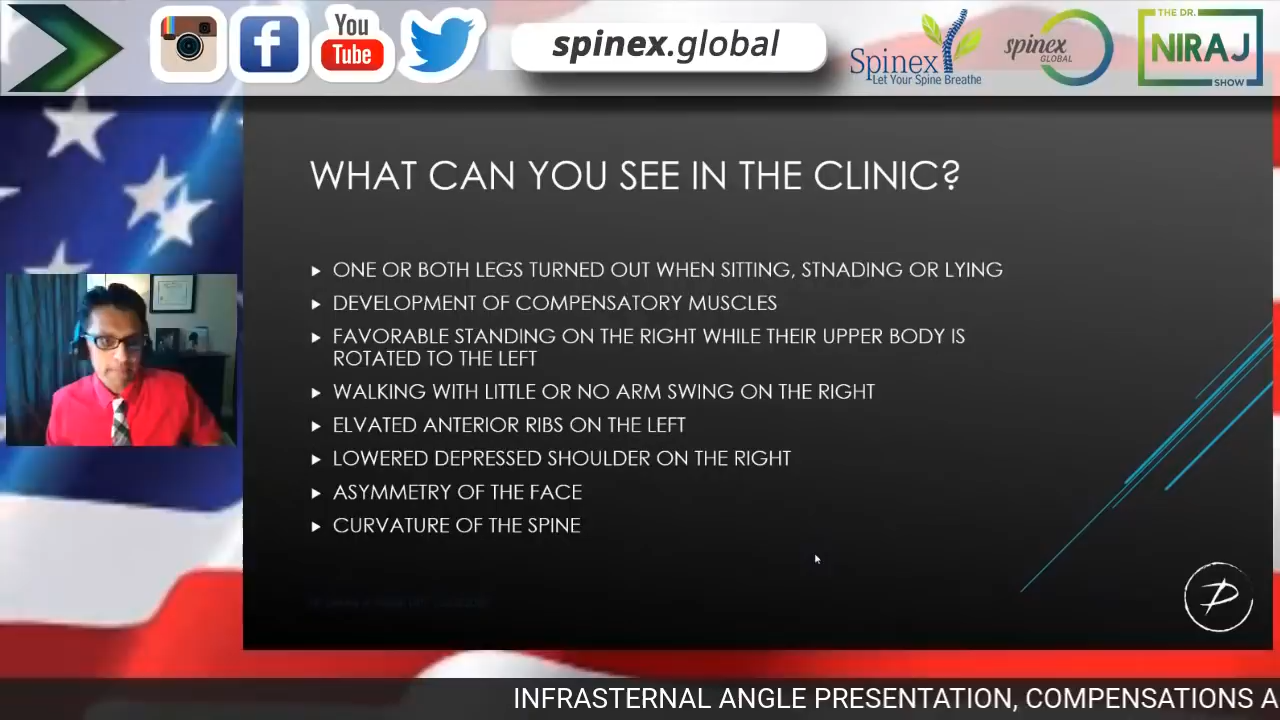 You
Tube
spinex.global
Spinex
Let Your Spine Breathe
spinex
GLOBAL
THE DR.
NIRAJ
SHOW
WHAT CAN YOU SEE IN THE CLINIC?
ONE OR BOTH LEGS TURNED OUT WHEN SITTING, STNADING OR LYING
DEVELOPMENT OF COMPENSATORY MUSCLES
FAVORABLE STANDING ON THE RIGHT WHILE THEIR UPPER BODY IS
ROTATED TO THE LEFT
WALKING WITH LITTLE OR NO ARM SWING ON THE RIGHT
ELVATED ANTERIOR RIBS ON THE LEFT
LOWERED DEPRESSED SHOULDER ON THE RIGHT
ASYMMETRY OF THE FACE
CURVATURE OF THE SPINE
INFRASTERNAL ANGLE PRESENTATION, COMPENSATIONS A